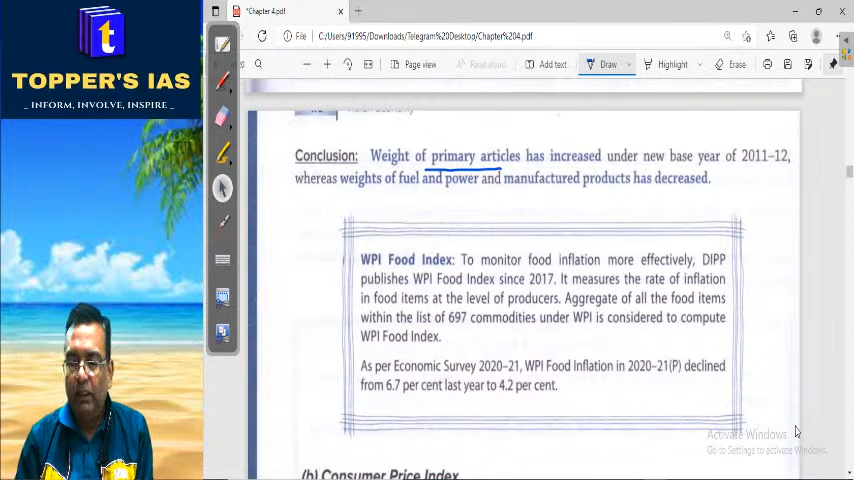 *Chapter 4.pdf
File C:/Users/91995/Downloads/Telegram%20Desktop/Chapter%204.pdf
of 20 Page view Read aloud Add text Draw Highlight Erase
t
TOPPER'S IAS
_ INFORM, INVOLVE, INSPIRE _
Indian Economy
Conclusion: Weight of primary articles has increased under new base year of 2011–12,
whereas weights of fuel and power and manufactured products has decreased.
WPI Food Index: To monitor food inflation more effectively, DIPP
publishes WPI Food Index since 2017. It measures the rate of inflation
in food items at the level of producers. Aggregate of all the food items
within the list of 697 commodities under WPI is considered to compute
WPI Food Index.
As per Economic Survey 2020–21, WPI Food Inflation in 2020–21(P) declined
from 6.7 per cent last year to 4.2 per cent.
Activate Windows
Go to Settings to activate Windows.
(b) Consumer Price Index